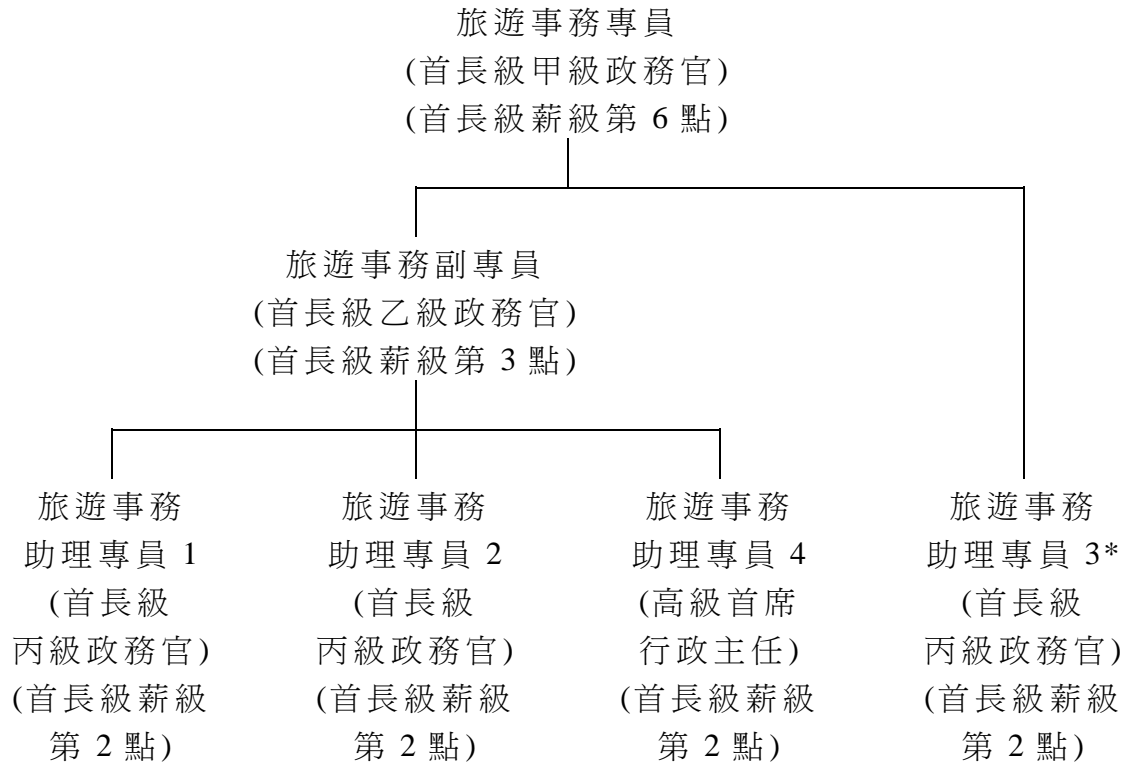 旅遊事務專員
(首長級甲級政務官)
(首長級薪級第 6 點)
旅遊事務副專員
(首長級乙級政務官)
(首長級薪級第 3 點)
旅遊事務
助理專員 1
(首長級
丙級政務官)
(首長級薪級
第 2 點)
旅遊事務
助理專員 2
(首長級
丙級政務官)
(首長級薪級
第 2 點)
旅遊事務
助理專員 4
(高級首席
行政主任)
(首長級薪級
第 2 點)
旅遊事務
助理專員 3*
(首長級
丙級政務官)
(首長級薪級
第 2 點)